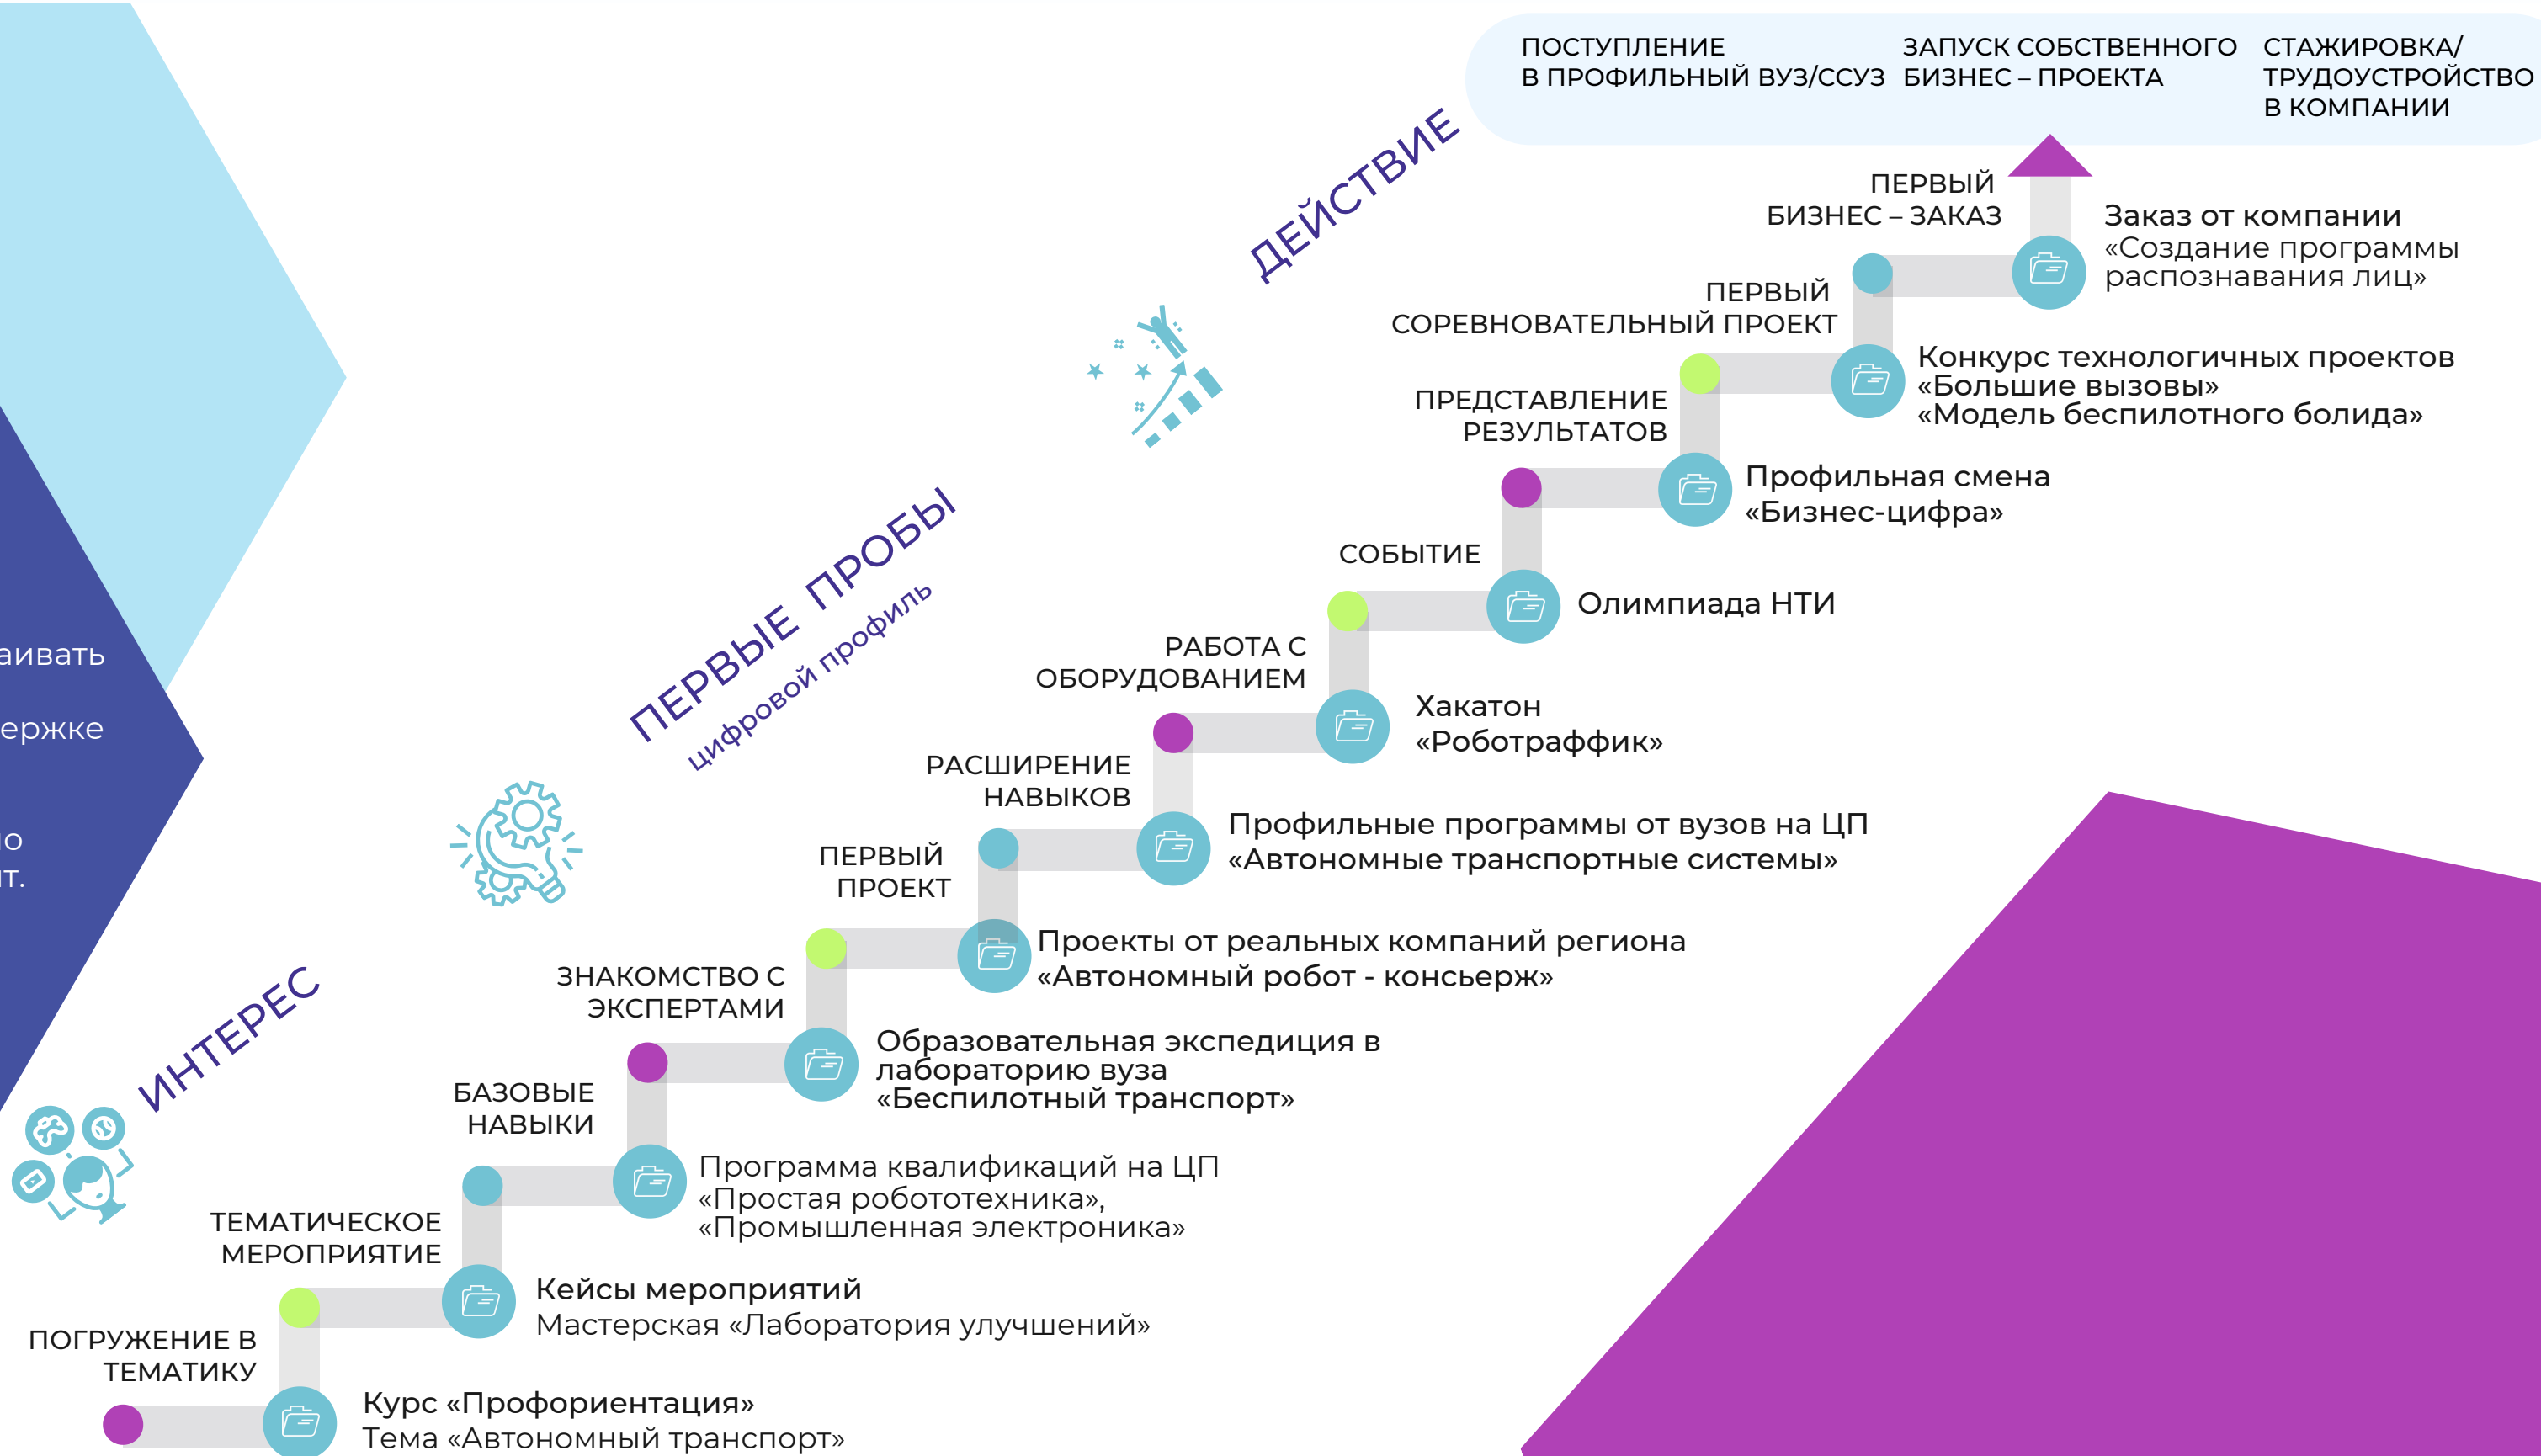 ПОСТУПЛЕНИЕ
В ПРОФИЛЬНЫЙ ВУЗ/ССУЗ
ЗАПУСК СОБСТВЕННОГО
БИЗНЕС – ПРОЕКТА
СТАЖИРОВКА/
ТРУДОУСТРОЙСТВО
В КОМПАНИИ
ДЕЙСТВИЕ
ПЕРВЫЙ
БИЗНЕС – ЗАКАЗ
Заказ от компании
«Создание программы
распознавания лиц»
ПЕРВЫЙ
СОРЕВНОВАТЕЛЬНЫЙ ПРОЕКТ
Конкурс технологичных проектов
«Большие вызовы»
«Модель беспилотного болида»
ПРЕДСТАВЛЕНИЕ
РЕЗУЛЬТАТОВ
Профильная смена
«Бизнес-цифра»
СОБЫТИЕ
Олимпиада НТИ
ПЕРВЫЕ ПРОБЫ
цифровой профиль
РАБОТА С
ОБОРУДОВАНИЕМ
Хакатон
«Роботраффик»
РАСШИРЕНИЕ
НАВЫКОВ
Профильные программы от вузов на ЦП
«Автономные транспортные системы»
ПЕРВЫЙ
ПРОЕКТ
Проекты от реальных компаний региона
«Автономный робот - консьерж»
ЗНАКОМСТВО С
ЭКСПЕРТАМИ
Образовательная экспедиция в
лабораторию вуза
«Беспилотный транспорт»
ИНТЕРЕС
БАЗОВЫЕ
НАВЫКИ
Программа квалификаций на ЦП
«Простая робототехника»,
«Промышленная электроника»
ТЕМАТИЧЕСКОЕ
МЕРОПРИЯТИЕ
Кейсы мероприятий
Мастерская «Лаборатория улучшений»
ПОГРУЖЕНИЕ В
ТЕМАТИКУ
Курс «Профориентация»
Тема «Автономный транспорт»